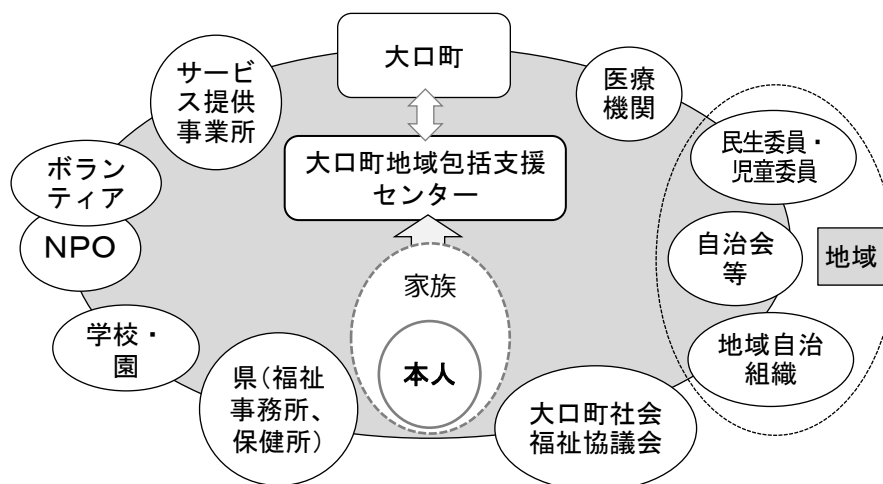 大口町
サービ
ス提供
事業所
医療
機関
民生委員・
児童委員
大口町地域包括支援
センター
ボラン
ティア
NPO
自治会
等
地域
家族
学校・
園
本人
地域自治
組織
県（福祉
事務所、
保健所）
大口町社会
福祉協議会